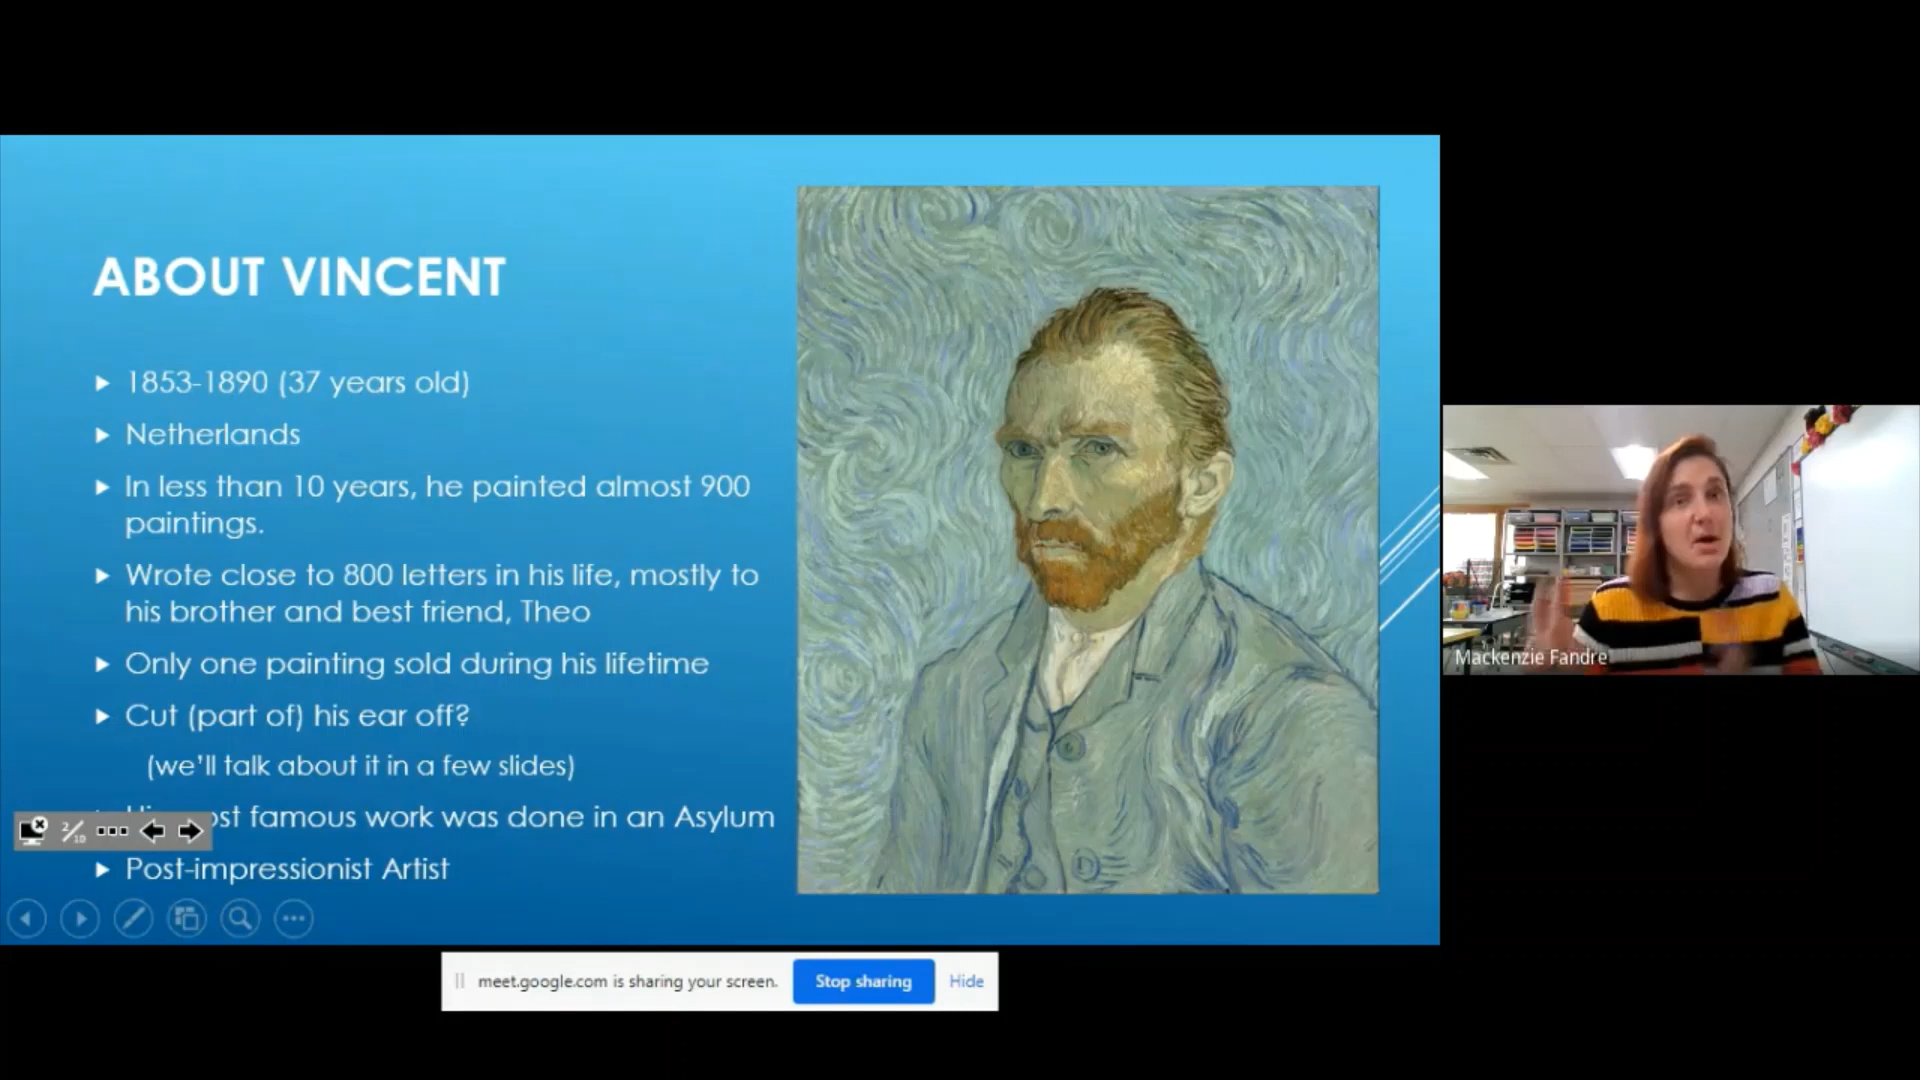 ABOUT VINCENT
1853-1890 (37 years old)
Netherlands
In less than 10 years, he painted almost 900
paintings.
Wrote close to 800 letters in his life, mostly to
his brother and best friend, Theo
Only one painting sold during his lifetime
Cut (part of) his ear off?
(we'll talk about it in a few slides)
famous work was done in an Asylum
2/10
Post-impressionist Artist
Mackenzie Fandre
meet.google.com is sharing your screen.
Stop sharing
Hide